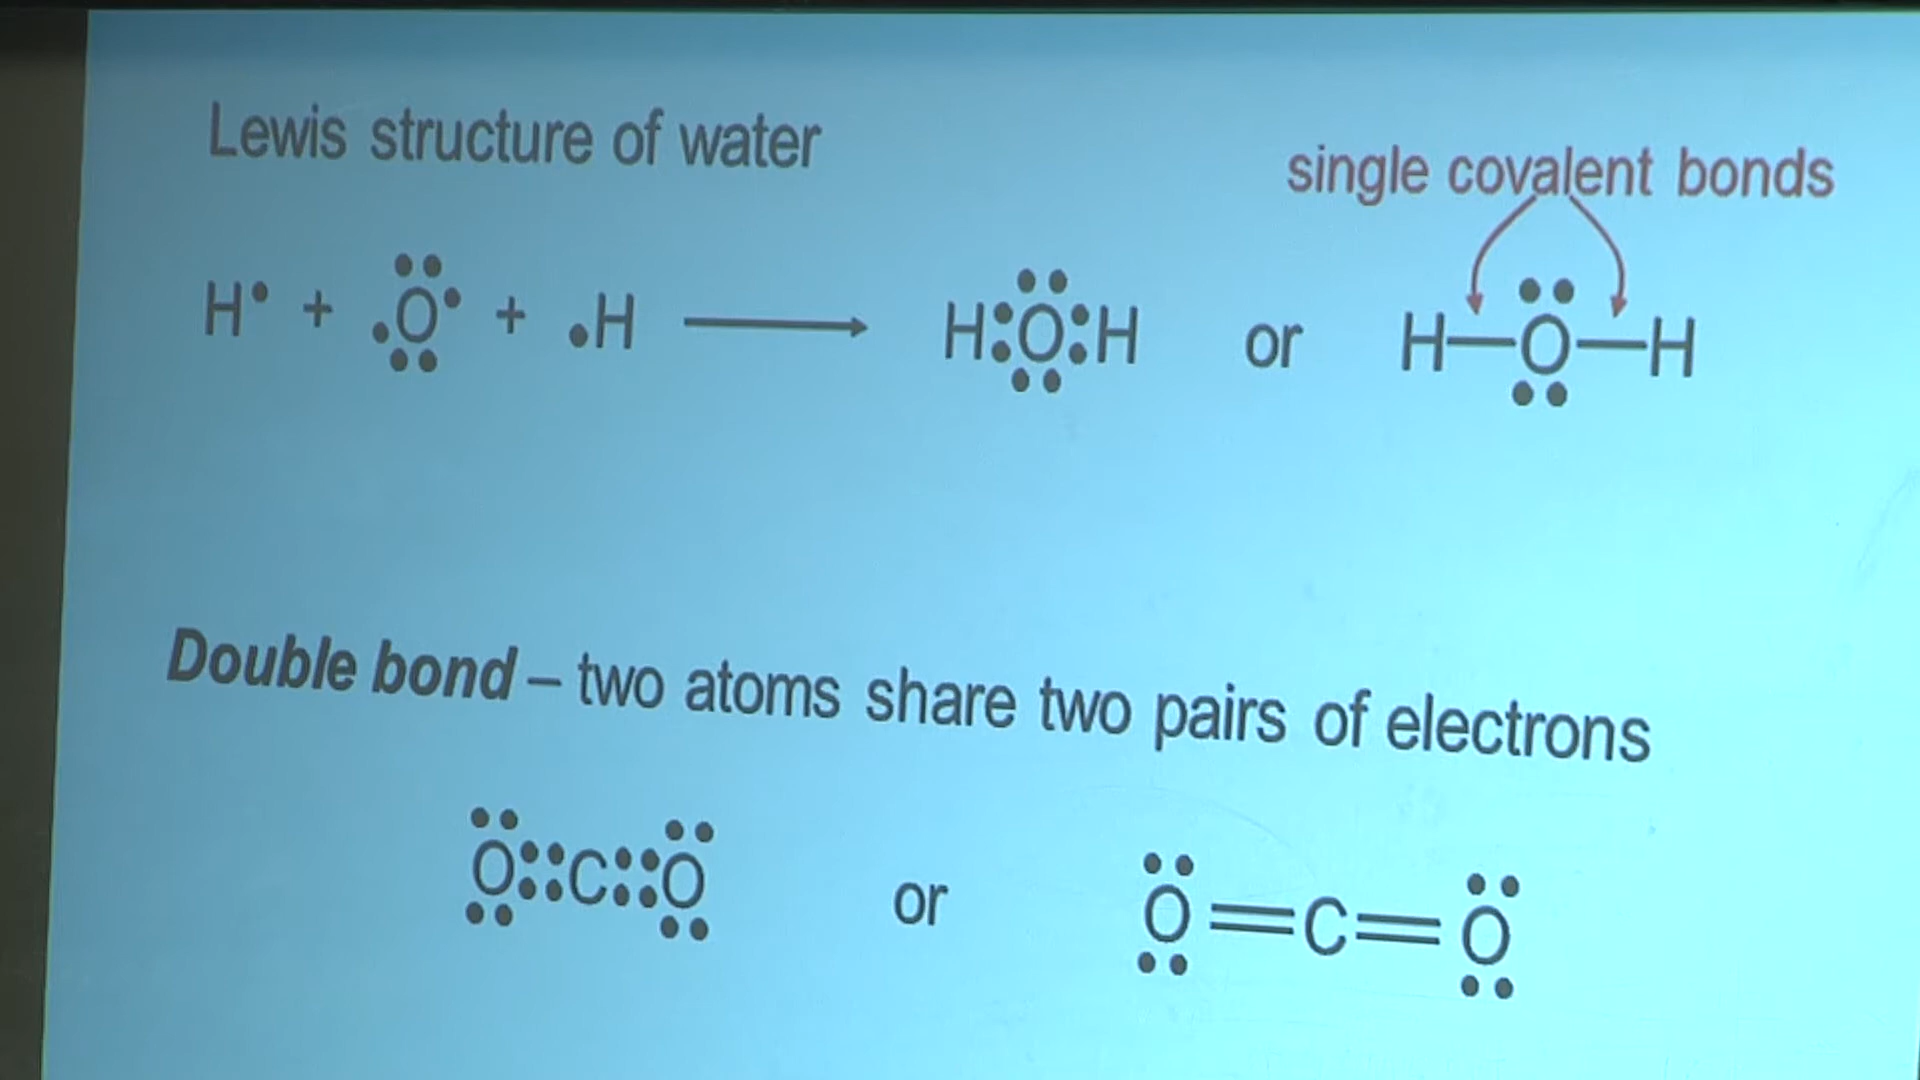 Lewis structure of water
single covalent bonds
H• + •O• + •H ⟶ H:O:H or H—O—H
Double bond – two atoms share two pairs of electrons
O::C::O or O=C=O